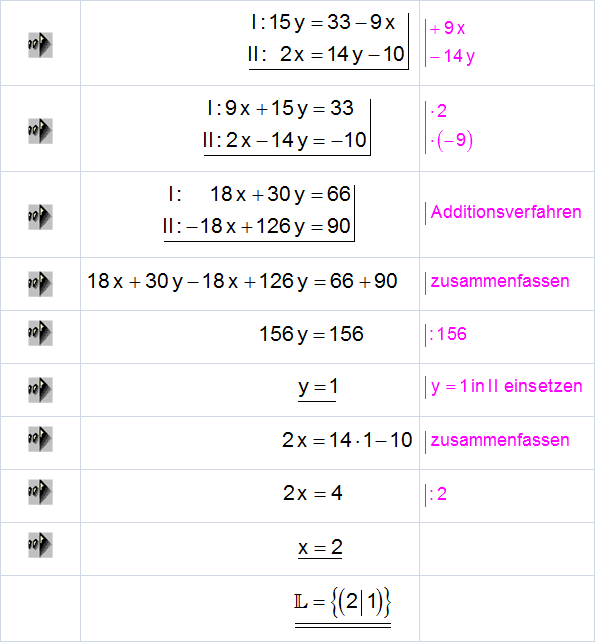 I: 15y = 33 − 9x | + 9x
II: 2x = 14y − 10 | − 14y
I: 9x + 15y = 33 | ·2
II: 2x − 14y = −10 | ·(−9)
I: 18x + 30y = 66
II: −18x + 126y = 90
| Additionsverfahren
18x + 30y − 18x + 126y = 66 + 90 | zusammenfassen
156y = 156 | : 156
y = 1 | y = 1 in II einsetzen
2x = 14 · 1 − 10 | zusammenfassen
2x = 4 | : 2
x = 2
𝕃 = {(2|1)}